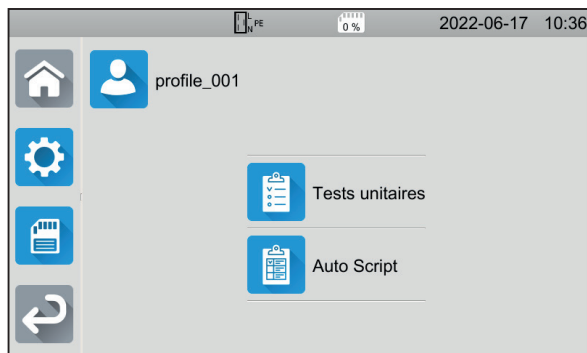 L
N PE
0 % 2022-06-17 10:36
profile_001
Tests unitaires
Auto Script